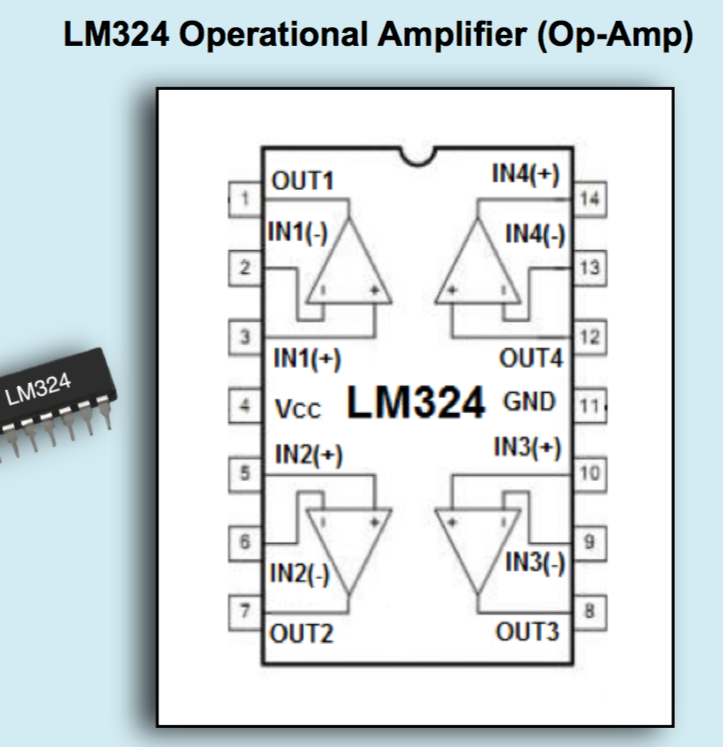 LM324 Operational Amplifier (Op-Amp)
OUT1
IN4(+)
1
14
IN1(-)
IN4(-)
2
13
- +
+ -
3
12
IN1(+)
OUT4
LM324
4
Vcc
LM324
GND
11
IN2(+)
IN3(+)
5
10
- +
+ -
6
9
IN2(-)
IN3(-)
7
8
OUT2
OUT3